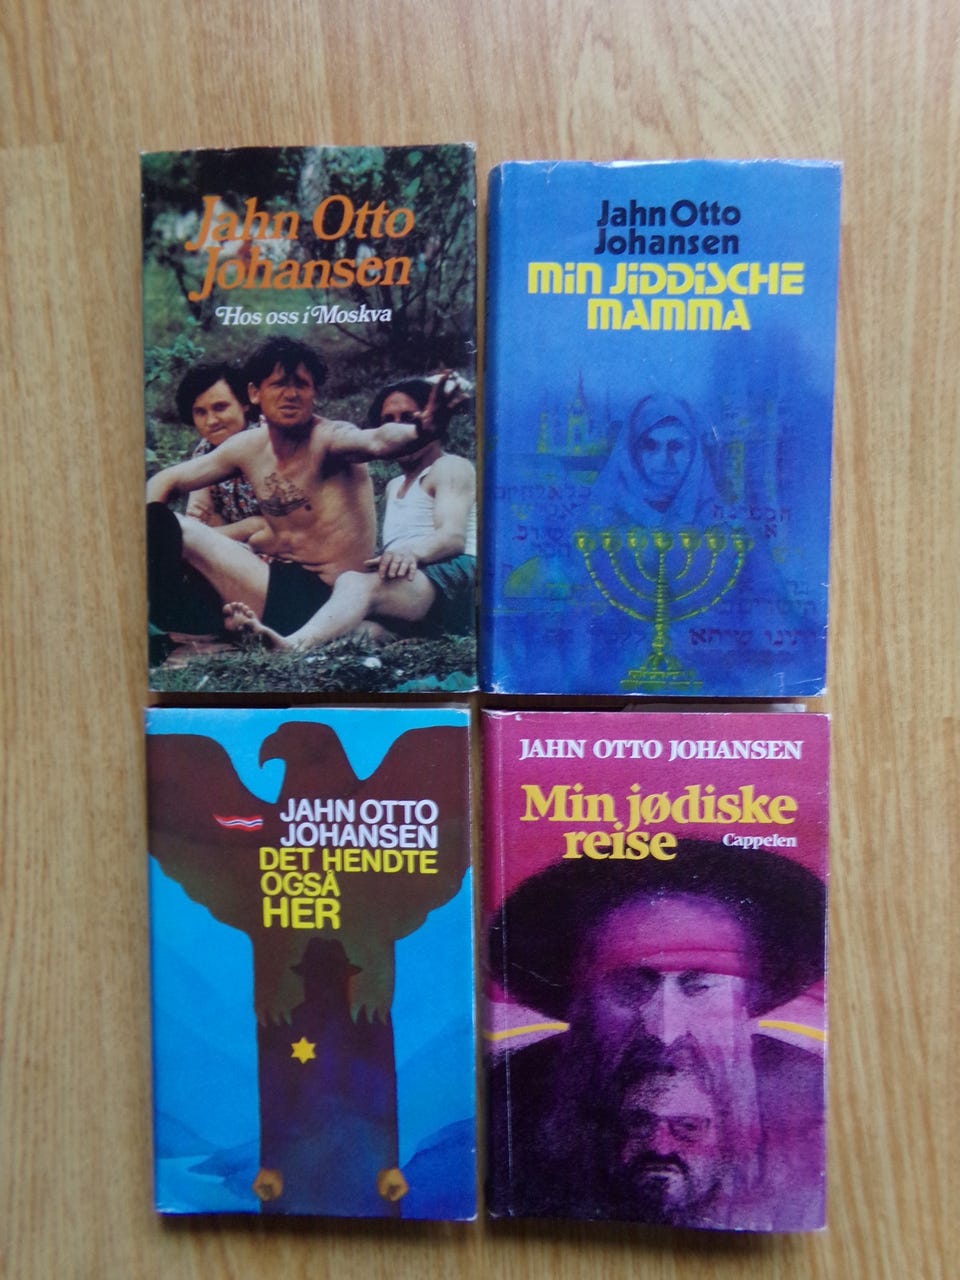 Jahn Otto
Johansen
Hos oss i Moskva
Jahn Otto
Johansen
Min Jiddische
Mamma
JAHN OTTO
JOHANSEN
DET HENDTE
OGSÅ
HER
JAHN OTTO JOHANSEN
Min jødiske
reise
Cappelen